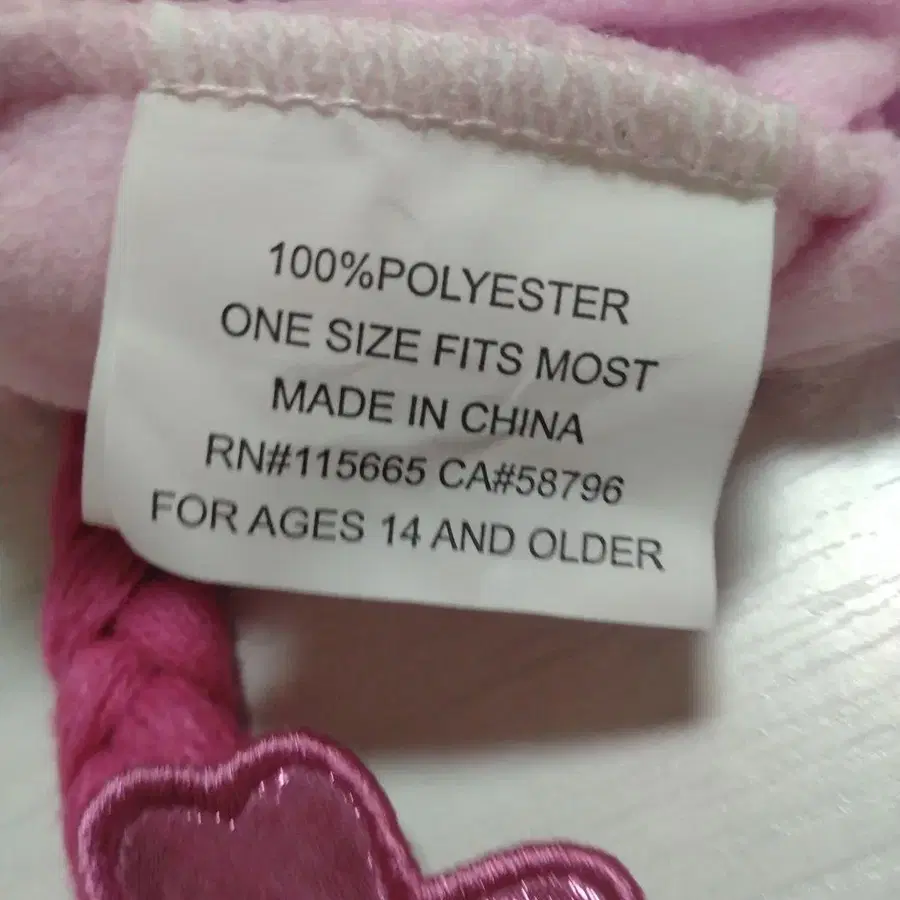 100%POLYESTER
ONE SIZE FITS MOST
MADE IN CHINA
RN#115665 CA#58796
FOR AGES 14 AND OLDER